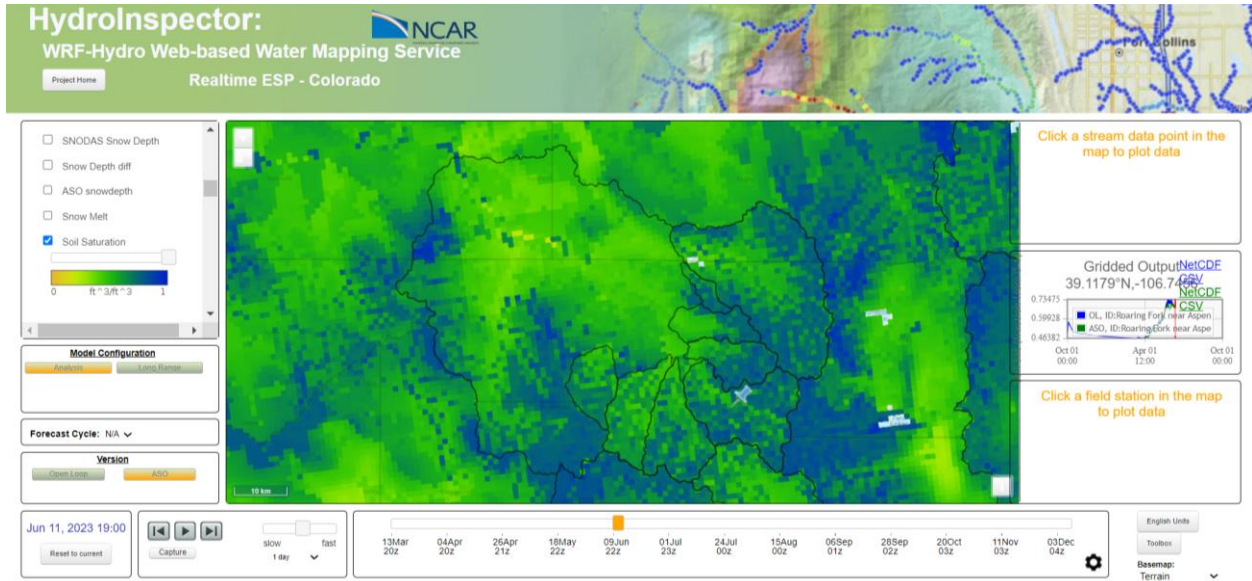 HydroInspector:
NCAR
WRF-Hydro Web-based Water Mapping Service
Project Home
Realtime ESP - Colorado
Fort Collins
SNODAS Snow Depth
Snow Depth diff
ASO snowdepth
Snow Melt
Soil Saturation
0 ft^3/ft^3 1
Model Configuration
Analysis Long Range
Forecast Cycle: N/A
Version
Open Loop ASO
10 km
Click a stream data point in the
map to plot data
Gridded Output
39.1179°N,-106.7
NetCDF
CSV
NetCDF
CSV
0.73475
0.59928
0.46382
OL, ID:Roaring Fork near Aspen
ASO, ID:Roaring Fork near Aspe
Oct 01 Apr 01 Oct 01
00:00 12:00 00:00
Click a field station in the map
to plot data
Jun 11, 2023 19:00
Reset to current
Capture
slow fast
1 day
13Mar 04Apr 26Apr 18May 09Jun 01Jul 24Jul 15Aug 06Sep 28Sep 20Oct 11Nov 03Dec
20z 20z 21z 22z 22z 23z 00z 00z 01z 02z 02z 03z 04z
English Units
Toolbox
Basemap:
Terrain